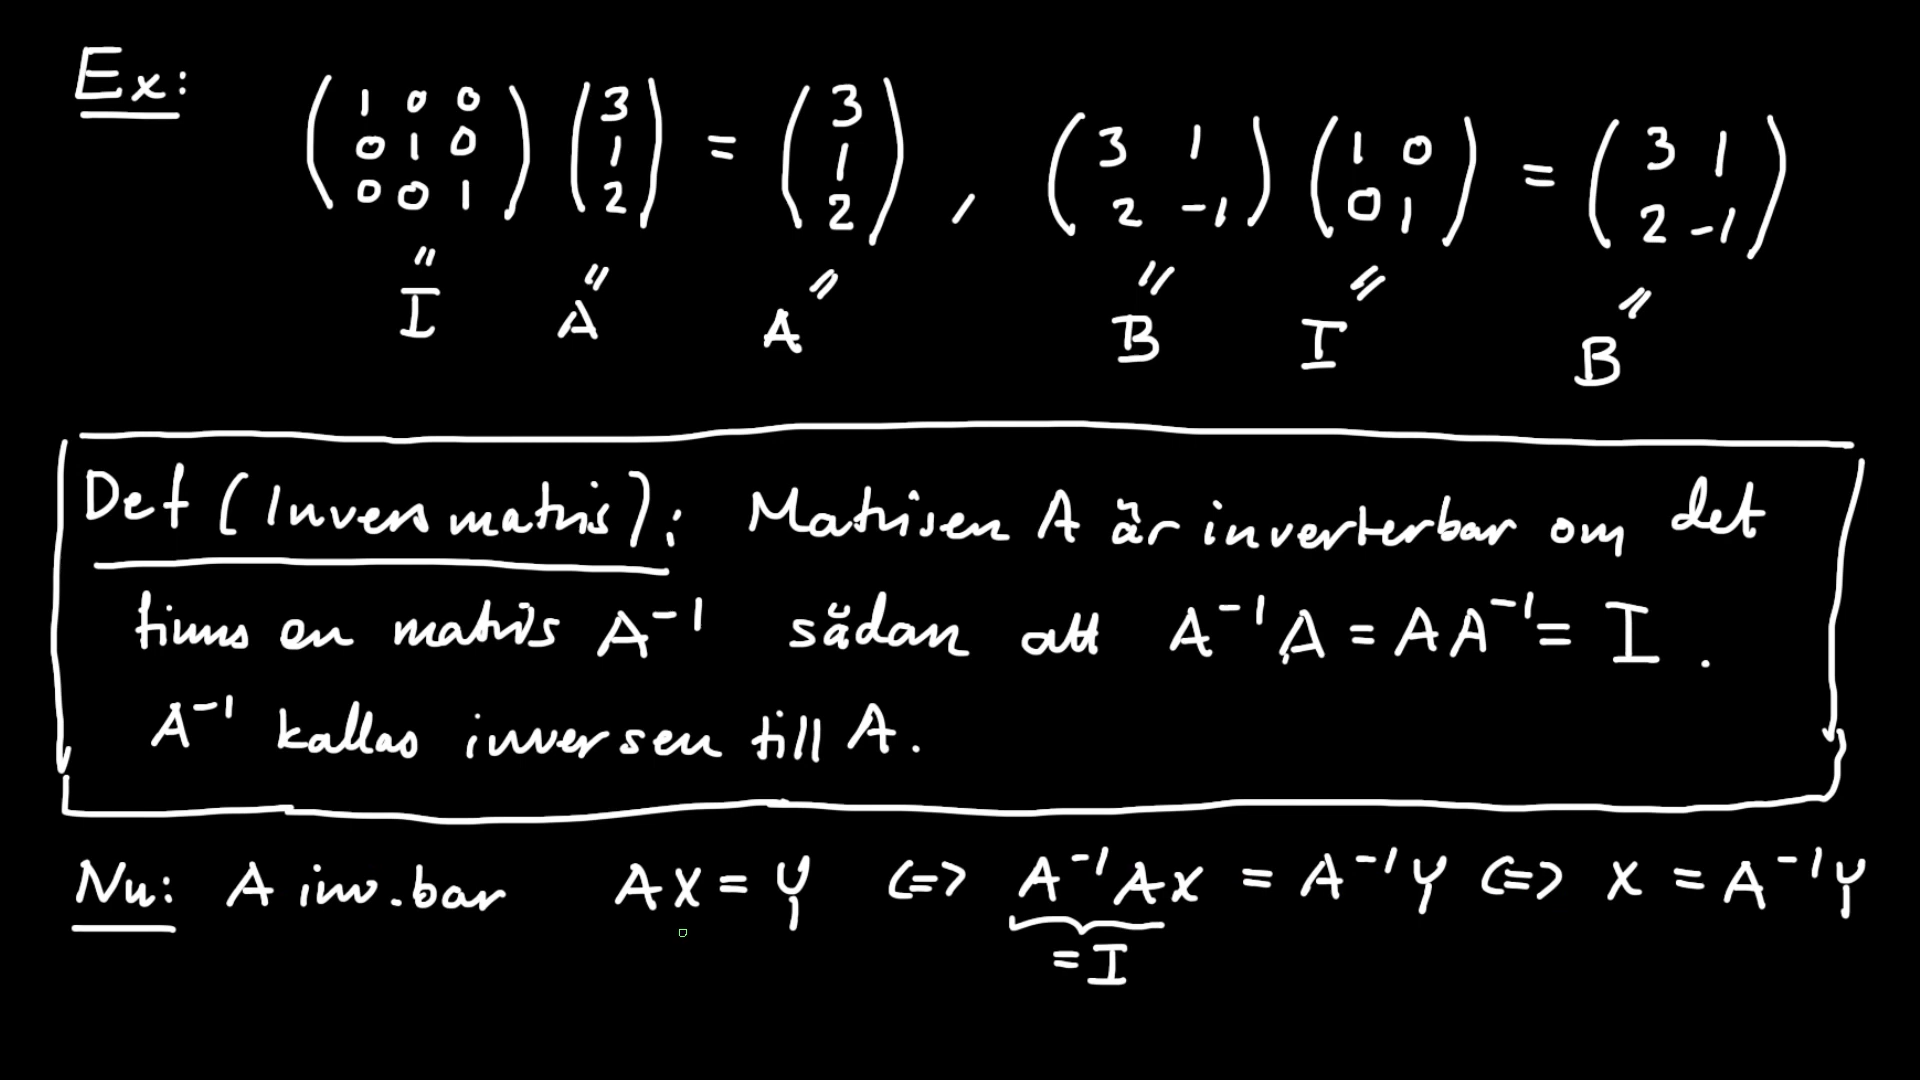 Ex: (1 0 0 / 0 1 0 / 0 0 1) (3 / 1 / 2) = (3 / 1 / 2) , (3 1 / 2 -1) (1 0 / 0 1) = (3 1 / 2 -1)
" " " " " "
I A A B I B
Def (Invers matris): Matrisen A är inverterbar om det
finns en matris A⁻¹ sådan att A⁻¹A = AA⁻¹ = I .
A⁻¹ kallas inversen till A.
Nu: A inv.bar AX = Y <=> A⁻¹AX = A⁻¹Y <=> X = A⁻¹Y
= I